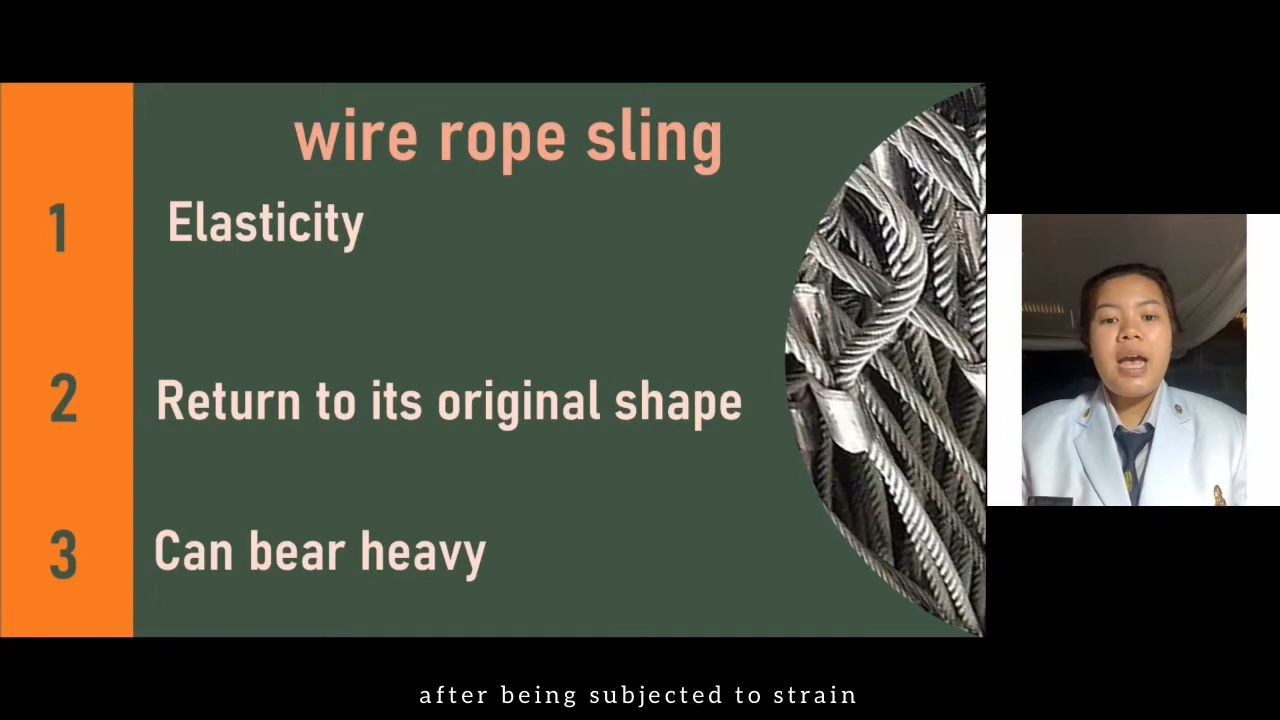 wire rope sling
1 Elasticity
2 Return to its original shape
3 Can bear heavy
after being subjected to strain